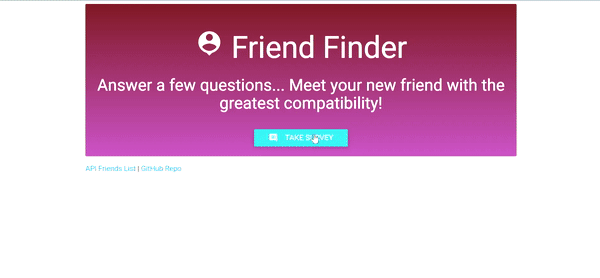 Friend Finder
Answer a few questions... Meet your new friend with the
greatest compatibility!
TAKE SURVEY
API Friends List | GitHub Repo